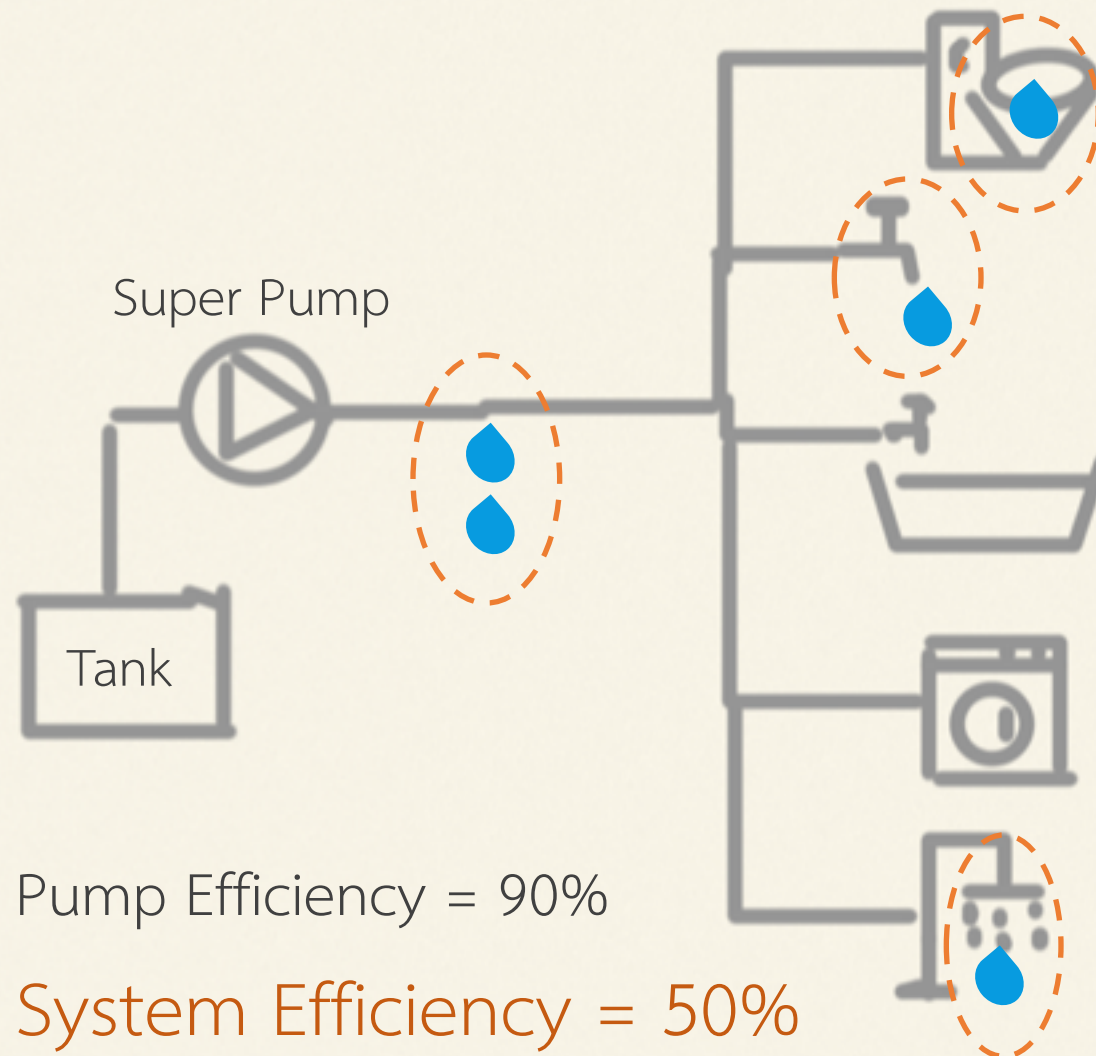 Super Pump
Tank
Pump Efficiency = 90%
System Efficiency = 50%